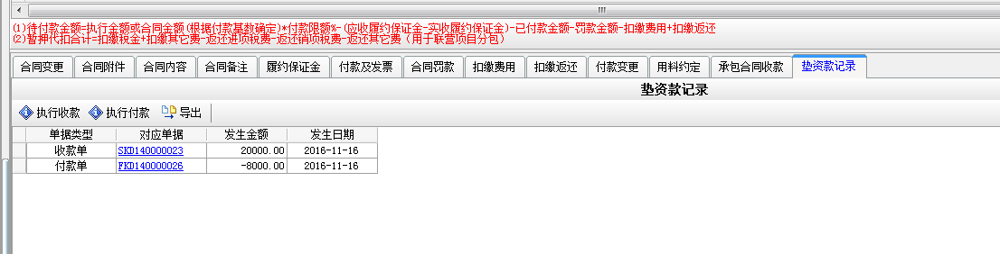 (1)待付款金额=执行金额或合同金额(根据付款基数确定)*付款限额%-(应收履约保证金-实收履约保证金)-已付款金额-罚款金额-扣缴费用+扣缴返还
(2)暂押代扣合计=扣缴税金+扣缴其它费-返还进项税费-返还销项税费-返还其它费（用于联营项目分包）
合同变更 合同附件 合同内容 合同备注 履约保证金 付款及发票 合同罚款 扣缴费用 扣缴返还 付款变更 用料约定 承包合同收款 垫资款记录
垫资款记录
执行收款 执行付款 导出
单据类型 对应单据 发生金额 发生日期
收款单 SKD140000023 20000.00 2016-11-16
付款单 FKD140000026 -8000.00 2016-11-16